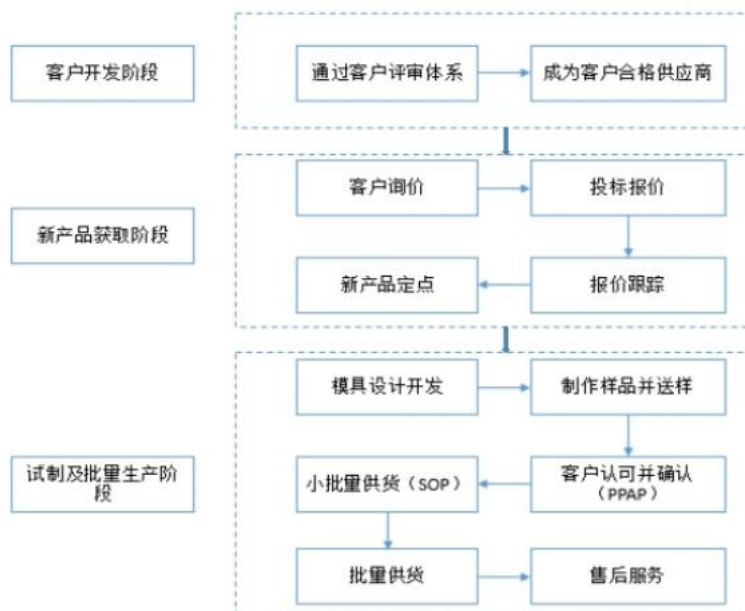 客户开发阶段
通过客户评审体系
成为客户合格供应商
新产品获取阶段
客户询价
投标报价
新产品定点
报价跟踪
试制及批量生产阶
段
模具设计开发
制作样品并送样
小批量供货（SOP）
客户认可并确认
（PPAP）
批量供货
售后服务